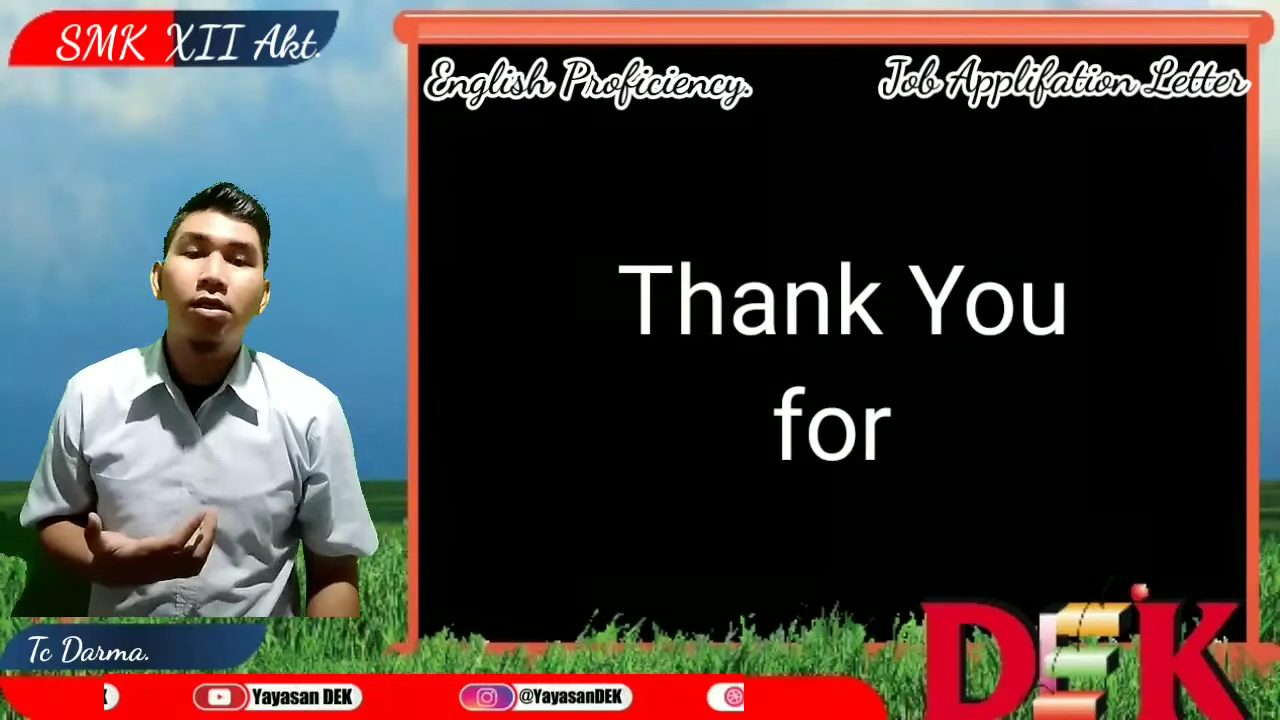 SMK XII Akt.
English Proficiency.
Job Applifation Letter
Thank You
for
Tc Darma.
DEK
Yayasan DEK
@YayasanDEK